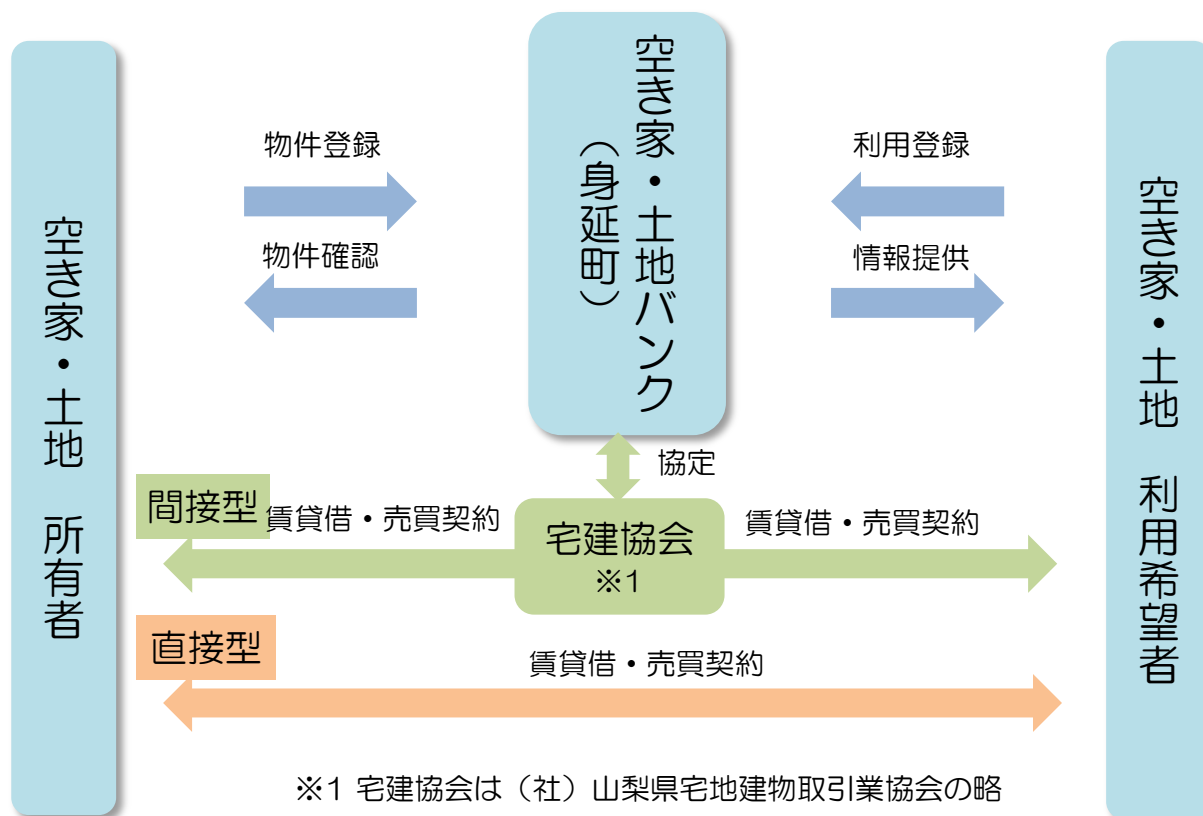 空き家・土地バンク
（身延町）
物件登録
利用登録
物件確認
情報提供
空き家・土地　所有者
空き家・土地　利用希望者
協定
間接型
賃貸借・売買契約
宅建協会
※1
賃貸借・売買契約
直接型
賃貸借・売買契約
※1 宅建協会は（社）山梨県宅地建物取引業協会の略